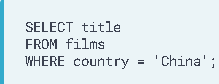 SELECT title
FROM films
WHERE country = 'China';